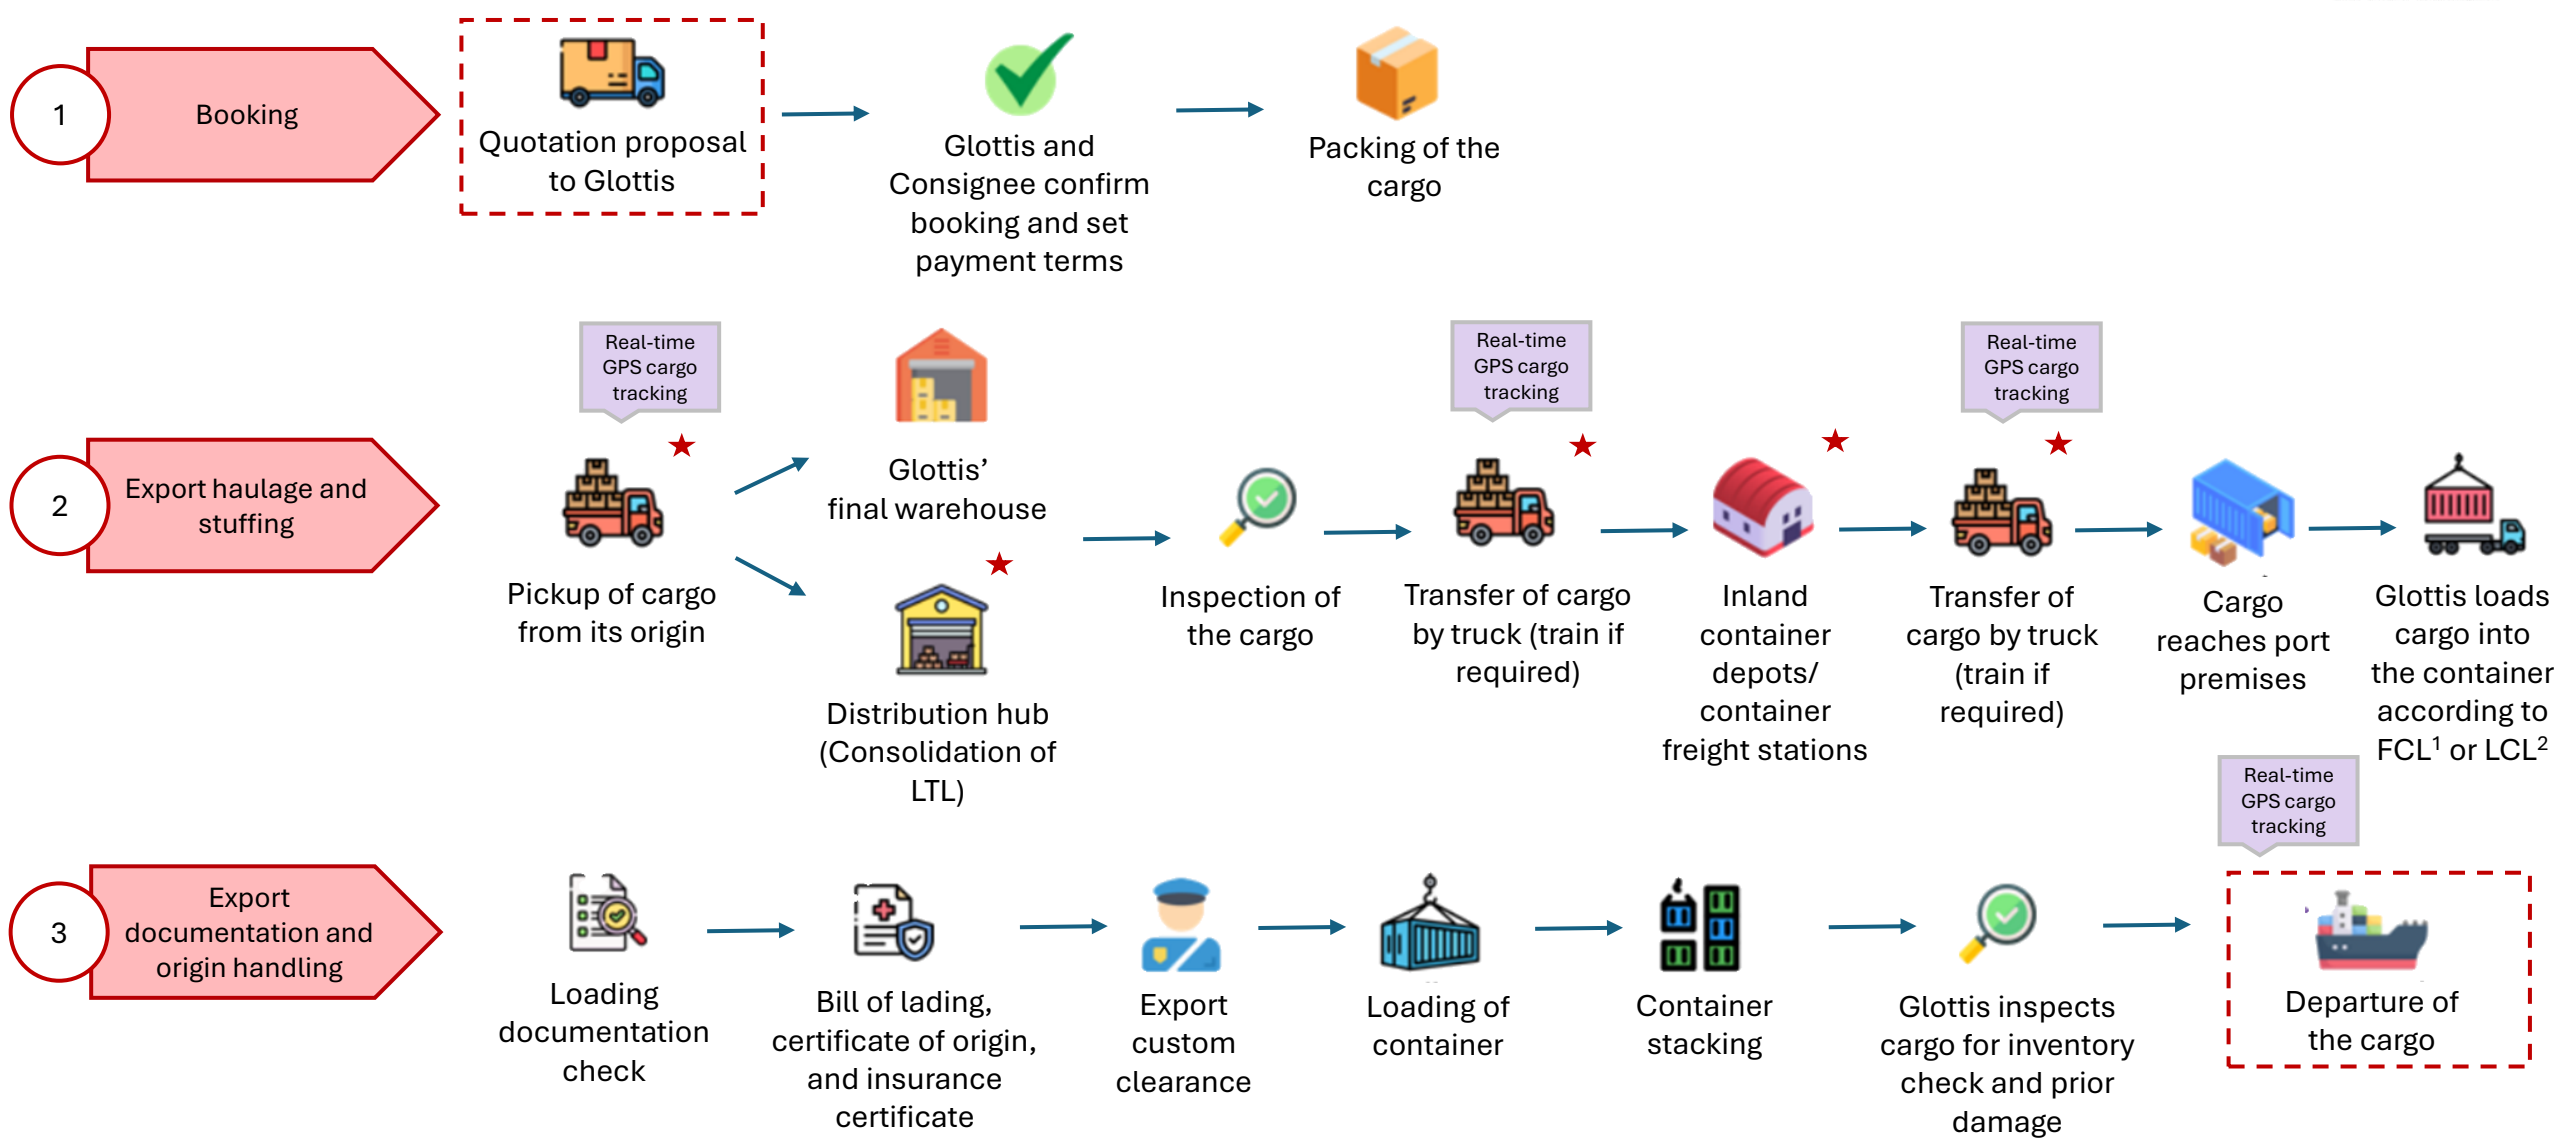 1
Booking
Quotation proposal
to Glottis
Glottis and
Consignee confirm
booking and set
payment terms
Packing of the
cargo
2
Export haulage and
stuffing
Real-time
GPS cargo
tracking
Pickup of cargo
from its origin
Glottis’
final warehouse
Distribution hub
(Consolidation of
LTL)
Inspection of
the cargo
Real-time
GPS cargo
tracking
Transfer of cargo
by truck (train if
required)
Inland
container
depots/
container
freight stations
Real-time
GPS cargo
tracking
Transfer of
cargo by truck
(train if
required)
Cargo
reaches port
premises
Glottis loads
cargo into
the container
according to
FCL¹ or LCL²
3
Export
documentation and
origin handling
Loading
documentation
check
Bill of lading,
certificate of origin,
and insurance
certificate
Export
custom
clearance
Loading of
container
Container
stacking
Glottis inspects
cargo for inventory
check and prior
damage
Real-time
GPS cargo
tracking
Departure of
the cargo